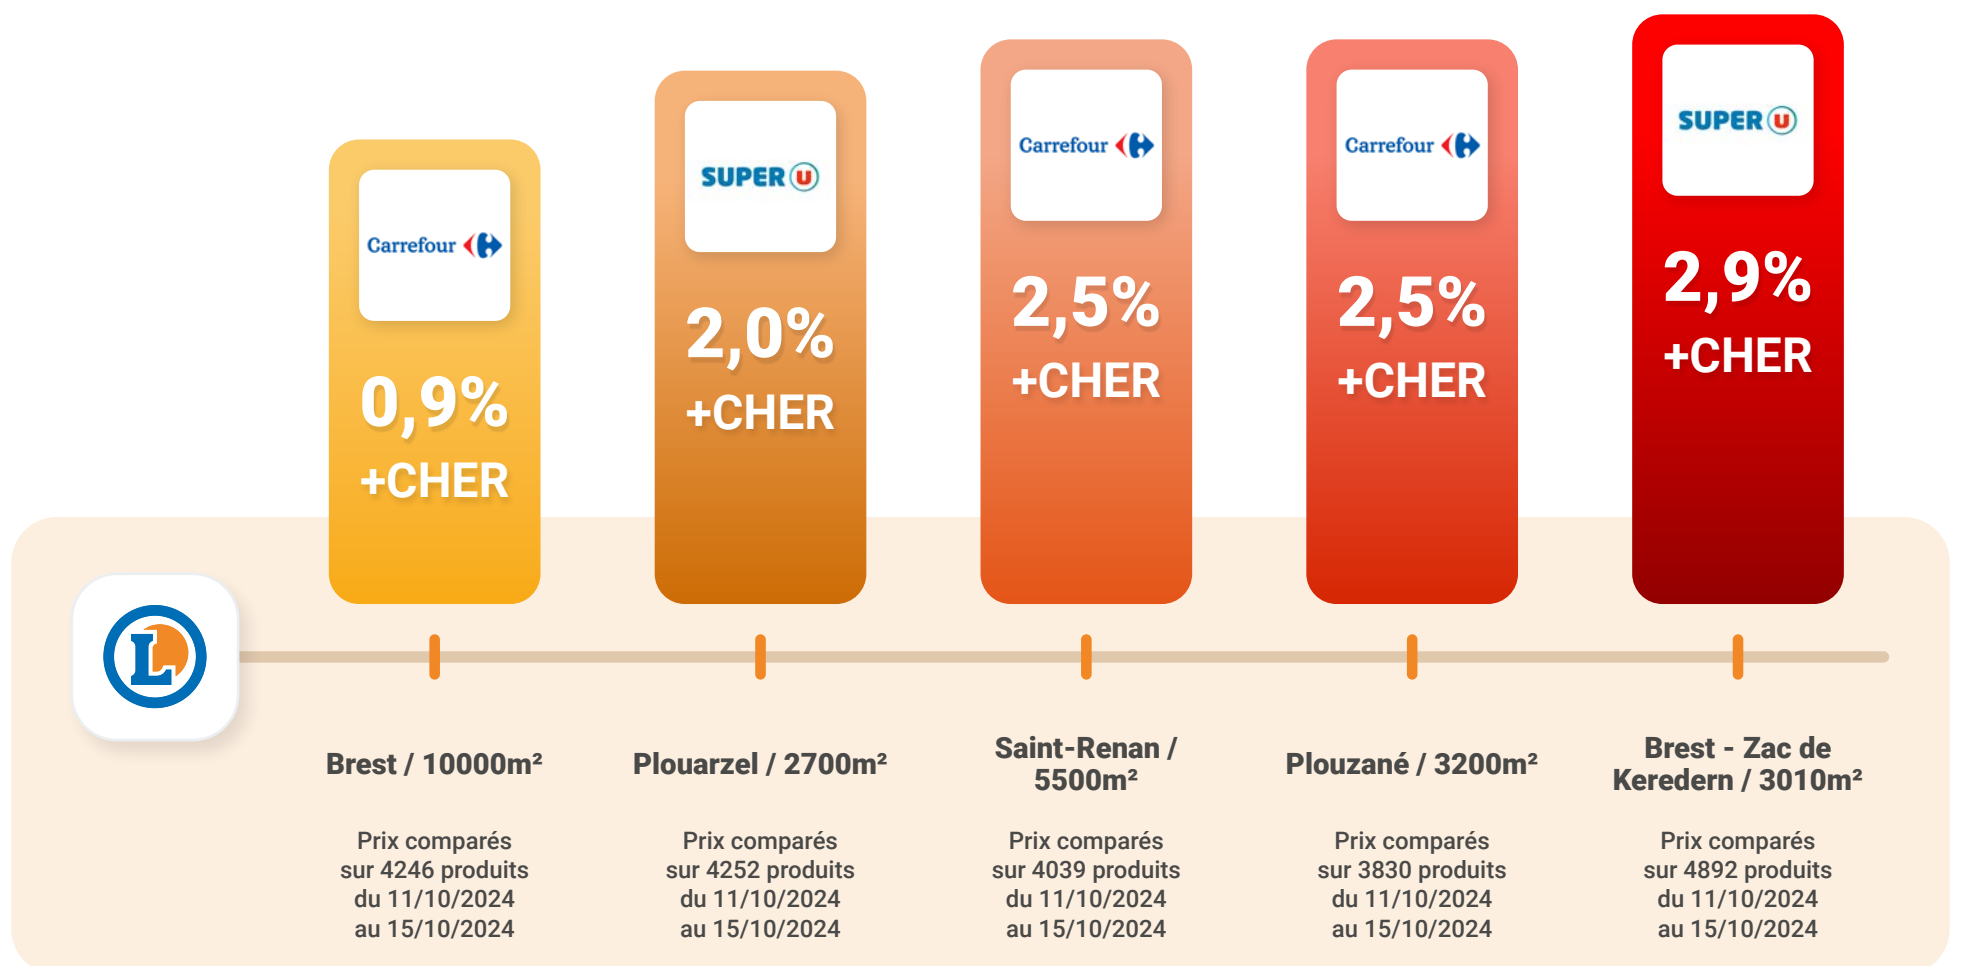 Carrefour
0,9%
+CHER
SUPER U
2,0%
+CHER
Carrefour
2,5%
+CHER
Carrefour
2,5%
+CHER
SUPER U
2,9%
+CHER
L
Brest / 10000m²
Prix comparés
sur 4246 produits
du 11/10/2024
au 15/10/2024
Plouarzel / 2700m²
Prix comparés
sur 4252 produits
du 11/10/2024
au 15/10/2024
Saint-Renan /
5500m²
Prix comparés
sur 4039 produits
du 11/10/2024
au 15/10/2024
Plouzané / 3200m²
Prix comparés
sur 3830 produits
du 11/10/2024
au 15/10/2024
Brest - Zac de
Keredern / 3010m²
Prix comparés
sur 4892 produits
du 11/10/2024
au 15/10/2024